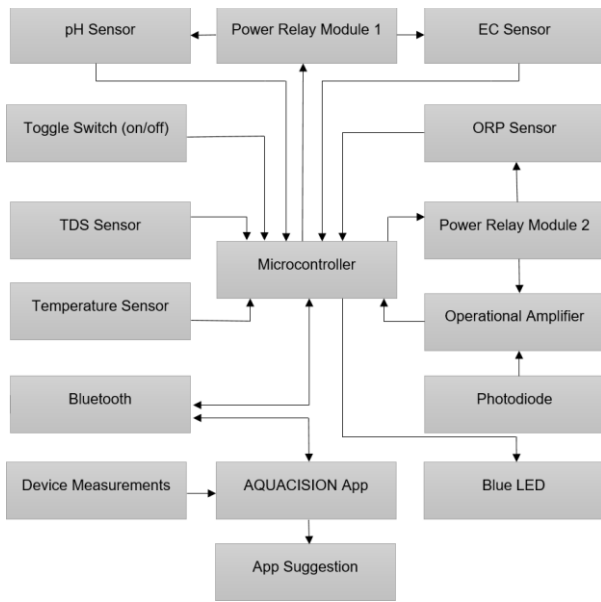 pH Sensor
Power Relay Module 1
EC Sensor
Toggle Switch (on/off)
ORP Sensor
TDS Sensor
Power Relay Module 2
Microcontroller
Temperature Sensor
Operational Amplifier
Bluetooth
Photodiode
Device Measurements
AQUACISION App
Blue LED
App Suggestion